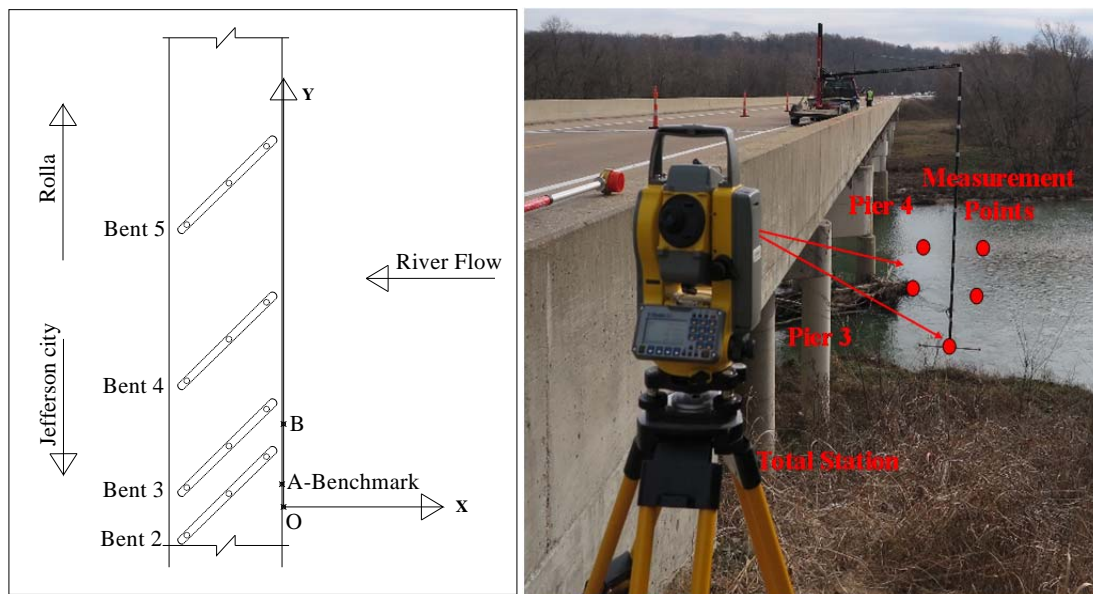 Y
Rolla
Bent 5
River Flow
Jefferson city
Bent 4
B
Bent 3
A-Benchmark
X
O
Bent 2
Measurement
Points
Pier 4
Pier 3
Total Station